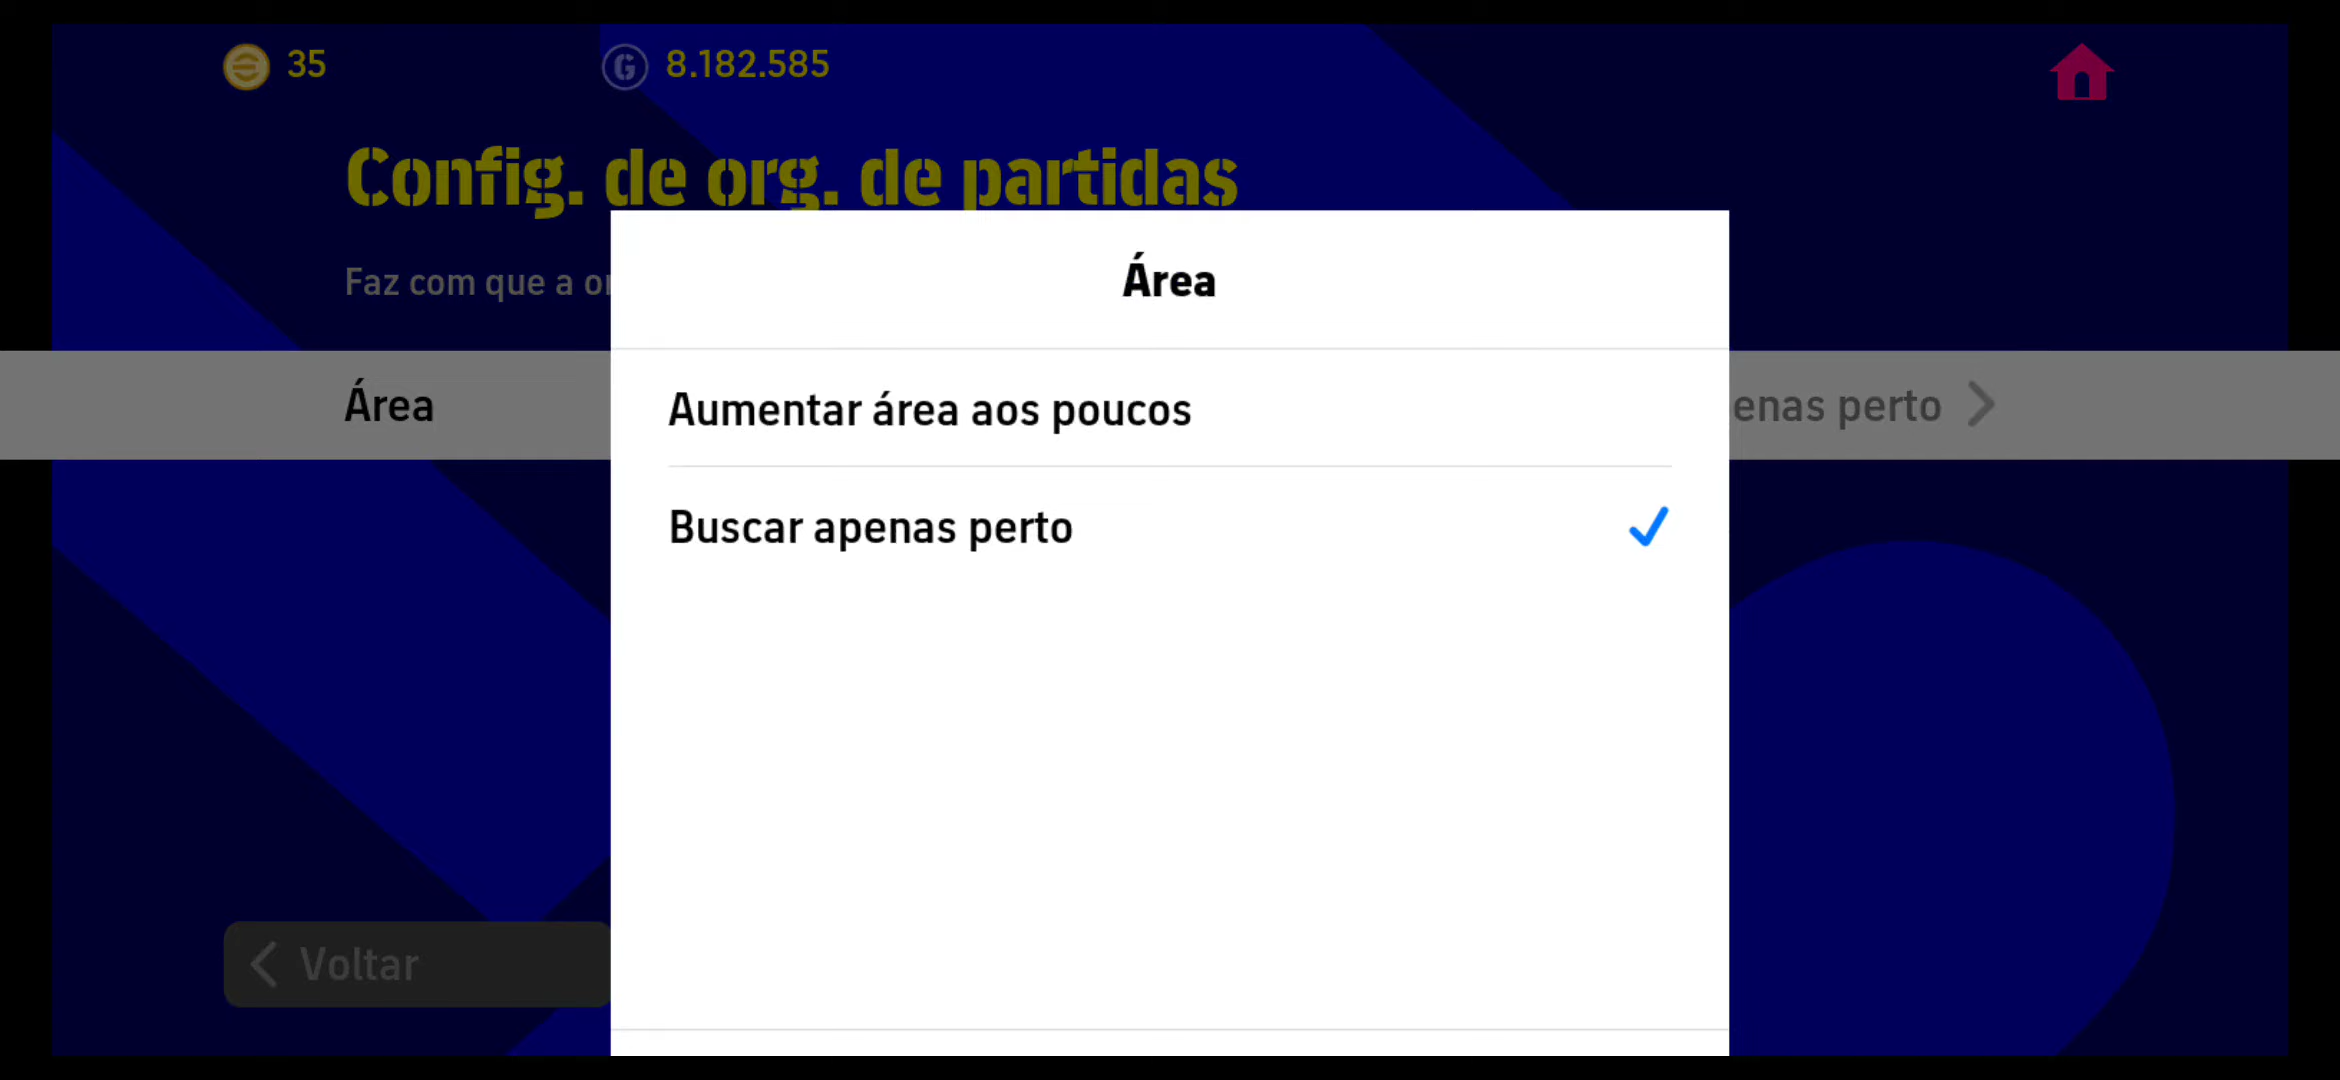 35
8.182.585
Config. de org. de partidas
Faz com que a
Área
Aumentar área aos poucos
Área
perto
Buscar apenas perto
Voltar